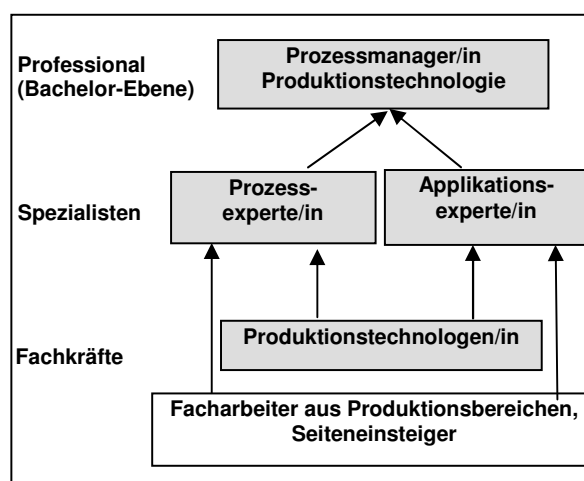 Professional
(Bachelor-Ebene)
Prozessmanager/in
Produktionstechnologie
Spezialisten
Prozess-
experte/in
Applikations-
experte/in
Fachkräfte
Produktionstechnologen/in
Facharbeiter aus Produktionsbereichen,
Seiteneinsteiger